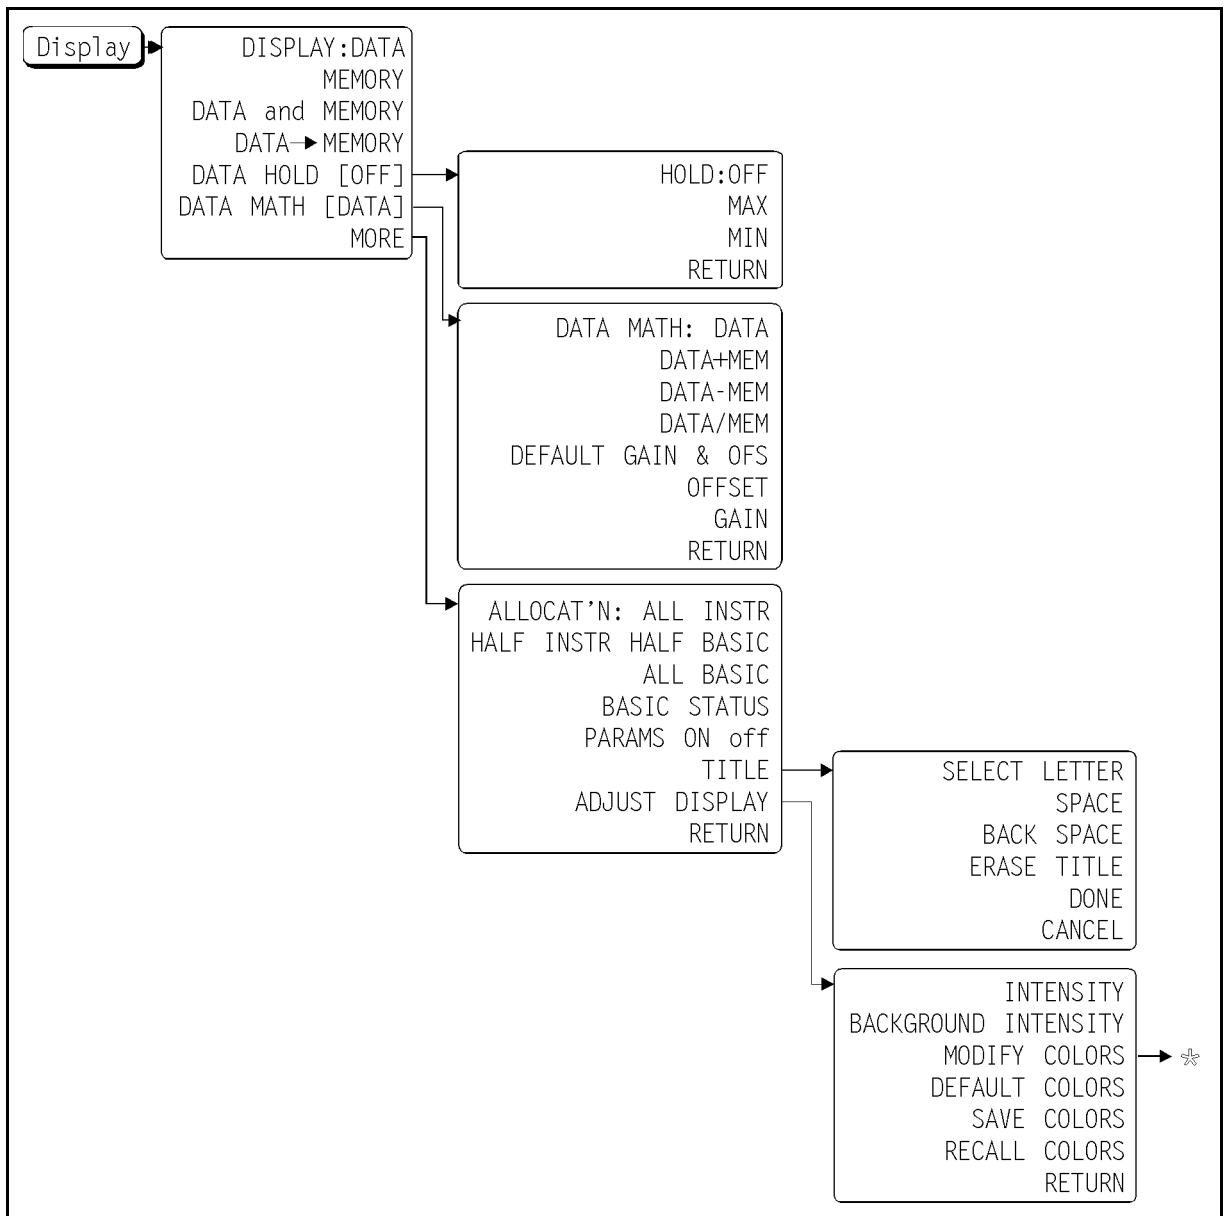 Display
DISPLAY:DATA
MEMORY
DATA and MEMORY
DATA→MEMORY
DATA HOLD [OFF]
DATA MATH [DATA]
MORE
HOLD:OFF
MAX
MIN
RETURN
DATA MATH: DATA
DATA+MEM
DATA-MEM
DATA/MEM
DEFAULT GAIN & OFS
OFFSET
GAIN
RETURN
ALLOCAT'N: ALL INSTR
HALF INSTR HALF BASIC
ALL BASIC
BASIC STATUS
PARAMS ON off
TITLE
ADJUST DISPLAY
RETURN
SELECT LETTER
SPACE
BACK SPACE
ERASE TITLE
DONE
CANCEL
INTENSITY
BACKGROUND INTENSITY
MODIFY COLORS
*
DEFAULT COLORS
SAVE COLORS
RECALL COLORS
RETURN